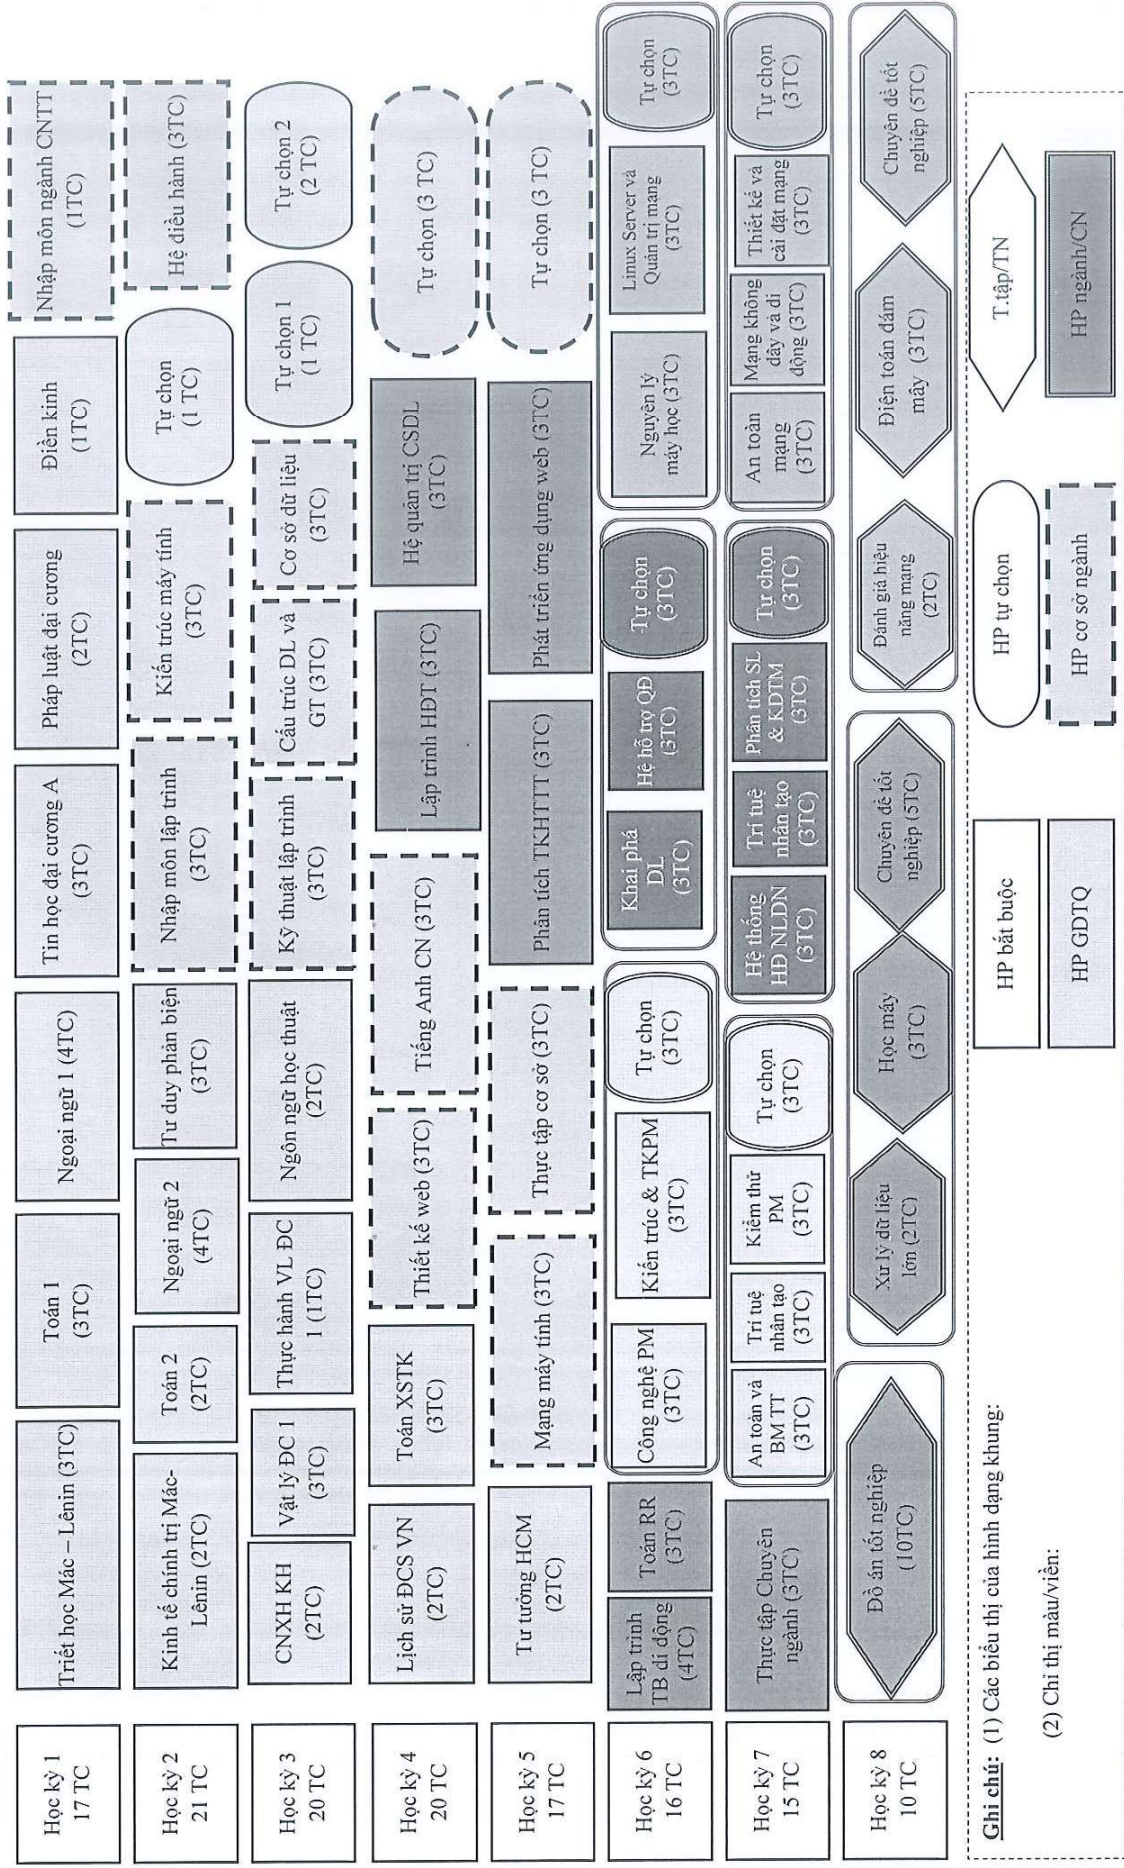 Học kỳ 1
17 TC
Triết học Mác – Lênin (3TC)
Toán 1
(3TC)
Ngoại ngữ 1 (4TC)
Tin học đại cương A
(3TC)
Pháp luật đại cương
(2TC)
Điền kinh
(1TC)
Nhập môn ngành CNTT
(1TC)
Học kỳ 2
21 TC
Kinh tế chính trị Mác-
Lênin (2TC)
Toán 2
(2TC)
Ngoại ngữ 2
(4TC)
Tư duy phản biện
(3TC)
Nhập môn lập trình
(3TC)
Kiến trúc máy tính
(3TC)
Tự chọn
(1 TC)
Hệ điều hành (3TC)
Học kỳ 3
20 TC
CNXH KH
(2TC)
Vật lý ĐC 1
(3TC)
Thực hành VL ĐC
1 (1TC)
Ngôn ngữ học thuật
(2TC)
Kỹ thuật lập trình
(3TC)
Cấu trúc DL và
GT (3TC)
Cơ sở dữ liệu
(3TC)
Tự chọn 1
(1 TC)
Tự chọn 2
(2 TC)
Học kỳ 4
20 TC
Lịch sử ĐCS VN
(2TC)
Toán XSTK
(3TC)
Thiết kế web (3TC)
Tiếng Anh CN (3TC)
Lập trình HĐT (3TC)
Hệ quản trị CSDL
(3TC)
Tự chọn (3 TC)
Học kỳ 5
17 TC
Tư tưởng HCM
(2TC)
Mạng máy tính (3TC)
Thực tập cơ sở (3TC)
Phân tích TKHTTT (3TC)
Phát triển ứng dụng web (3TC)
Tự chọn (3 TC)
Học kỳ 6
16 TC
Lập trình
TB di động
(4TC)
Toán RR
(3TC)
Công nghệ PM
(3TC)
Kiến trúc & TKPM
(3TC)
Tự chọn
(3TC)
Khai phá
DL
(3TC)
Hệ hỗ trợ QĐ
(3TC)
Tự chọn
(3TC)
Nguyên lý
máy học (3TC)
Linux Server và
Quản trị mạng
(3TC)
Tự chọn
(3TC)
Học kỳ 7
15 TC
Thực tập Chuyên
ngành (3TC)
An toàn và
BM TT
(3TC)
Trí tuệ
nhân tạo
(3TC)
Kiểm thử
PM
(3TC)
Tự chọn
(3TC)
Hệ thống
HĐ NLDN
(3TC)
Trí tuệ
nhân tạo
(3TC)
Phân tích SL
& KDTM
(3TC)
Tự chọn
(3TC)
An toàn
mạng
(3TC)
Mạng không
dây và di
động (3TC)
Thiết kế và
cài đặt mạng
(3TC)
Tự chọn
(3TC)
Học kỳ 8
10 TC
Đồ án tốt nghiệp
(10TC)
Xử lý dữ liệu
lớn (2TC)
Học máy
(3TC)
Chuyên đề tốt
nghiệp (5TC)
Đánh giá hiệu
năng mạng
(2TC)
Điện toán đám
mây (3TC)
Chuyên đề tốt
nghiệp (5TC)
Ghi chú: (1) Các biểu thị của hình dạng khung:
HP bắt buộc
HP tự chọn
T.tập/TN
(2) Chỉ thị màu/viền:
HP GDTQ
HP cơ sở ngành
HP ngành/CN